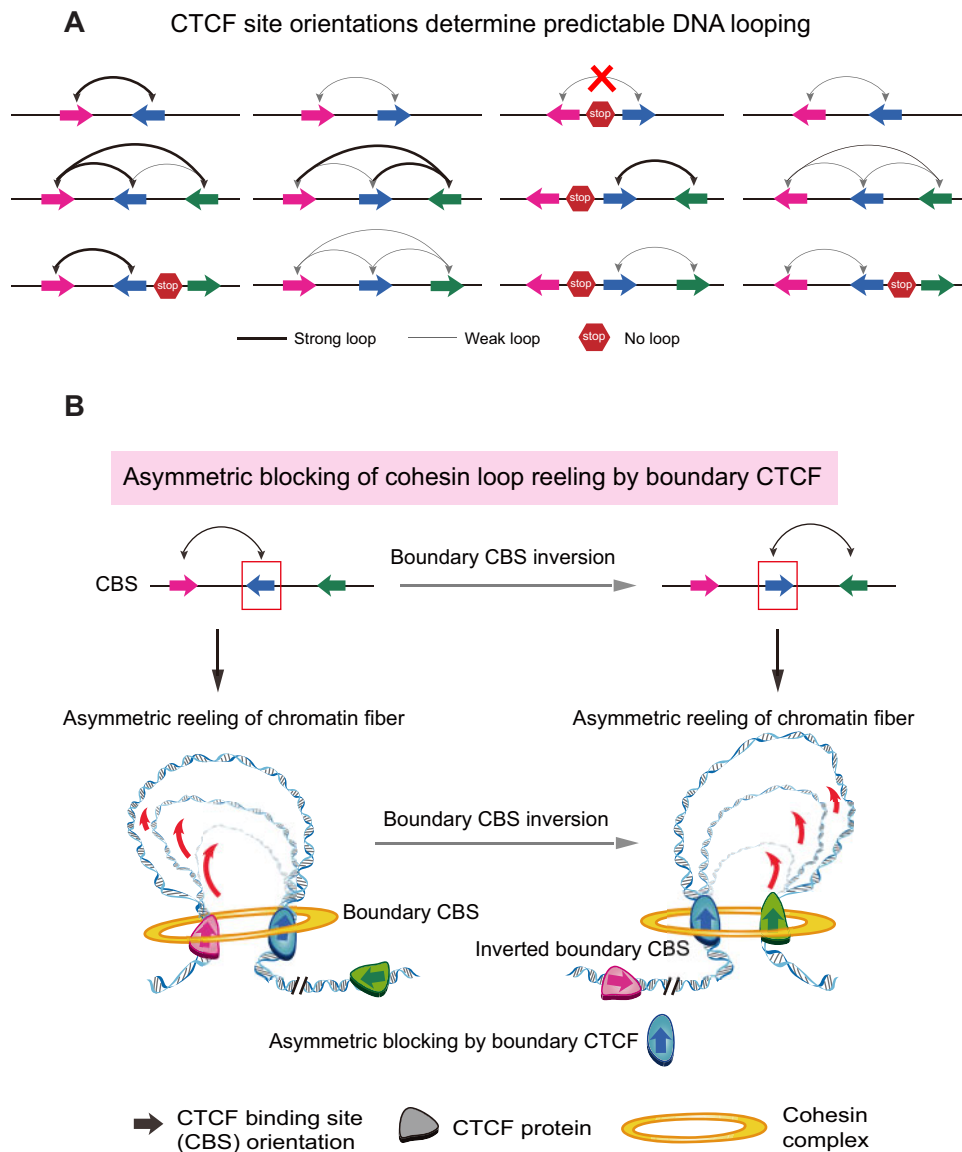 A
CTCF site orientations determine predictable DNA looping
stop
stop
stop
stop
stop
Strong loop
Weak loop
stop
No loop
B
Asymmetric blocking of cohesin loop reeling by boundary CTCF
CBS
Boundary CBS inversion
Asymmetric reeling of chromatin fiber
Asymmetric reeling of chromatin fiber
Boundary CBS inversion
Boundary CBS
Inverted boundary CBS
Asymmetric blocking by boundary CTCF
CTCF binding site
(CBS) orientation
CTCF protein
Cohesin
complex